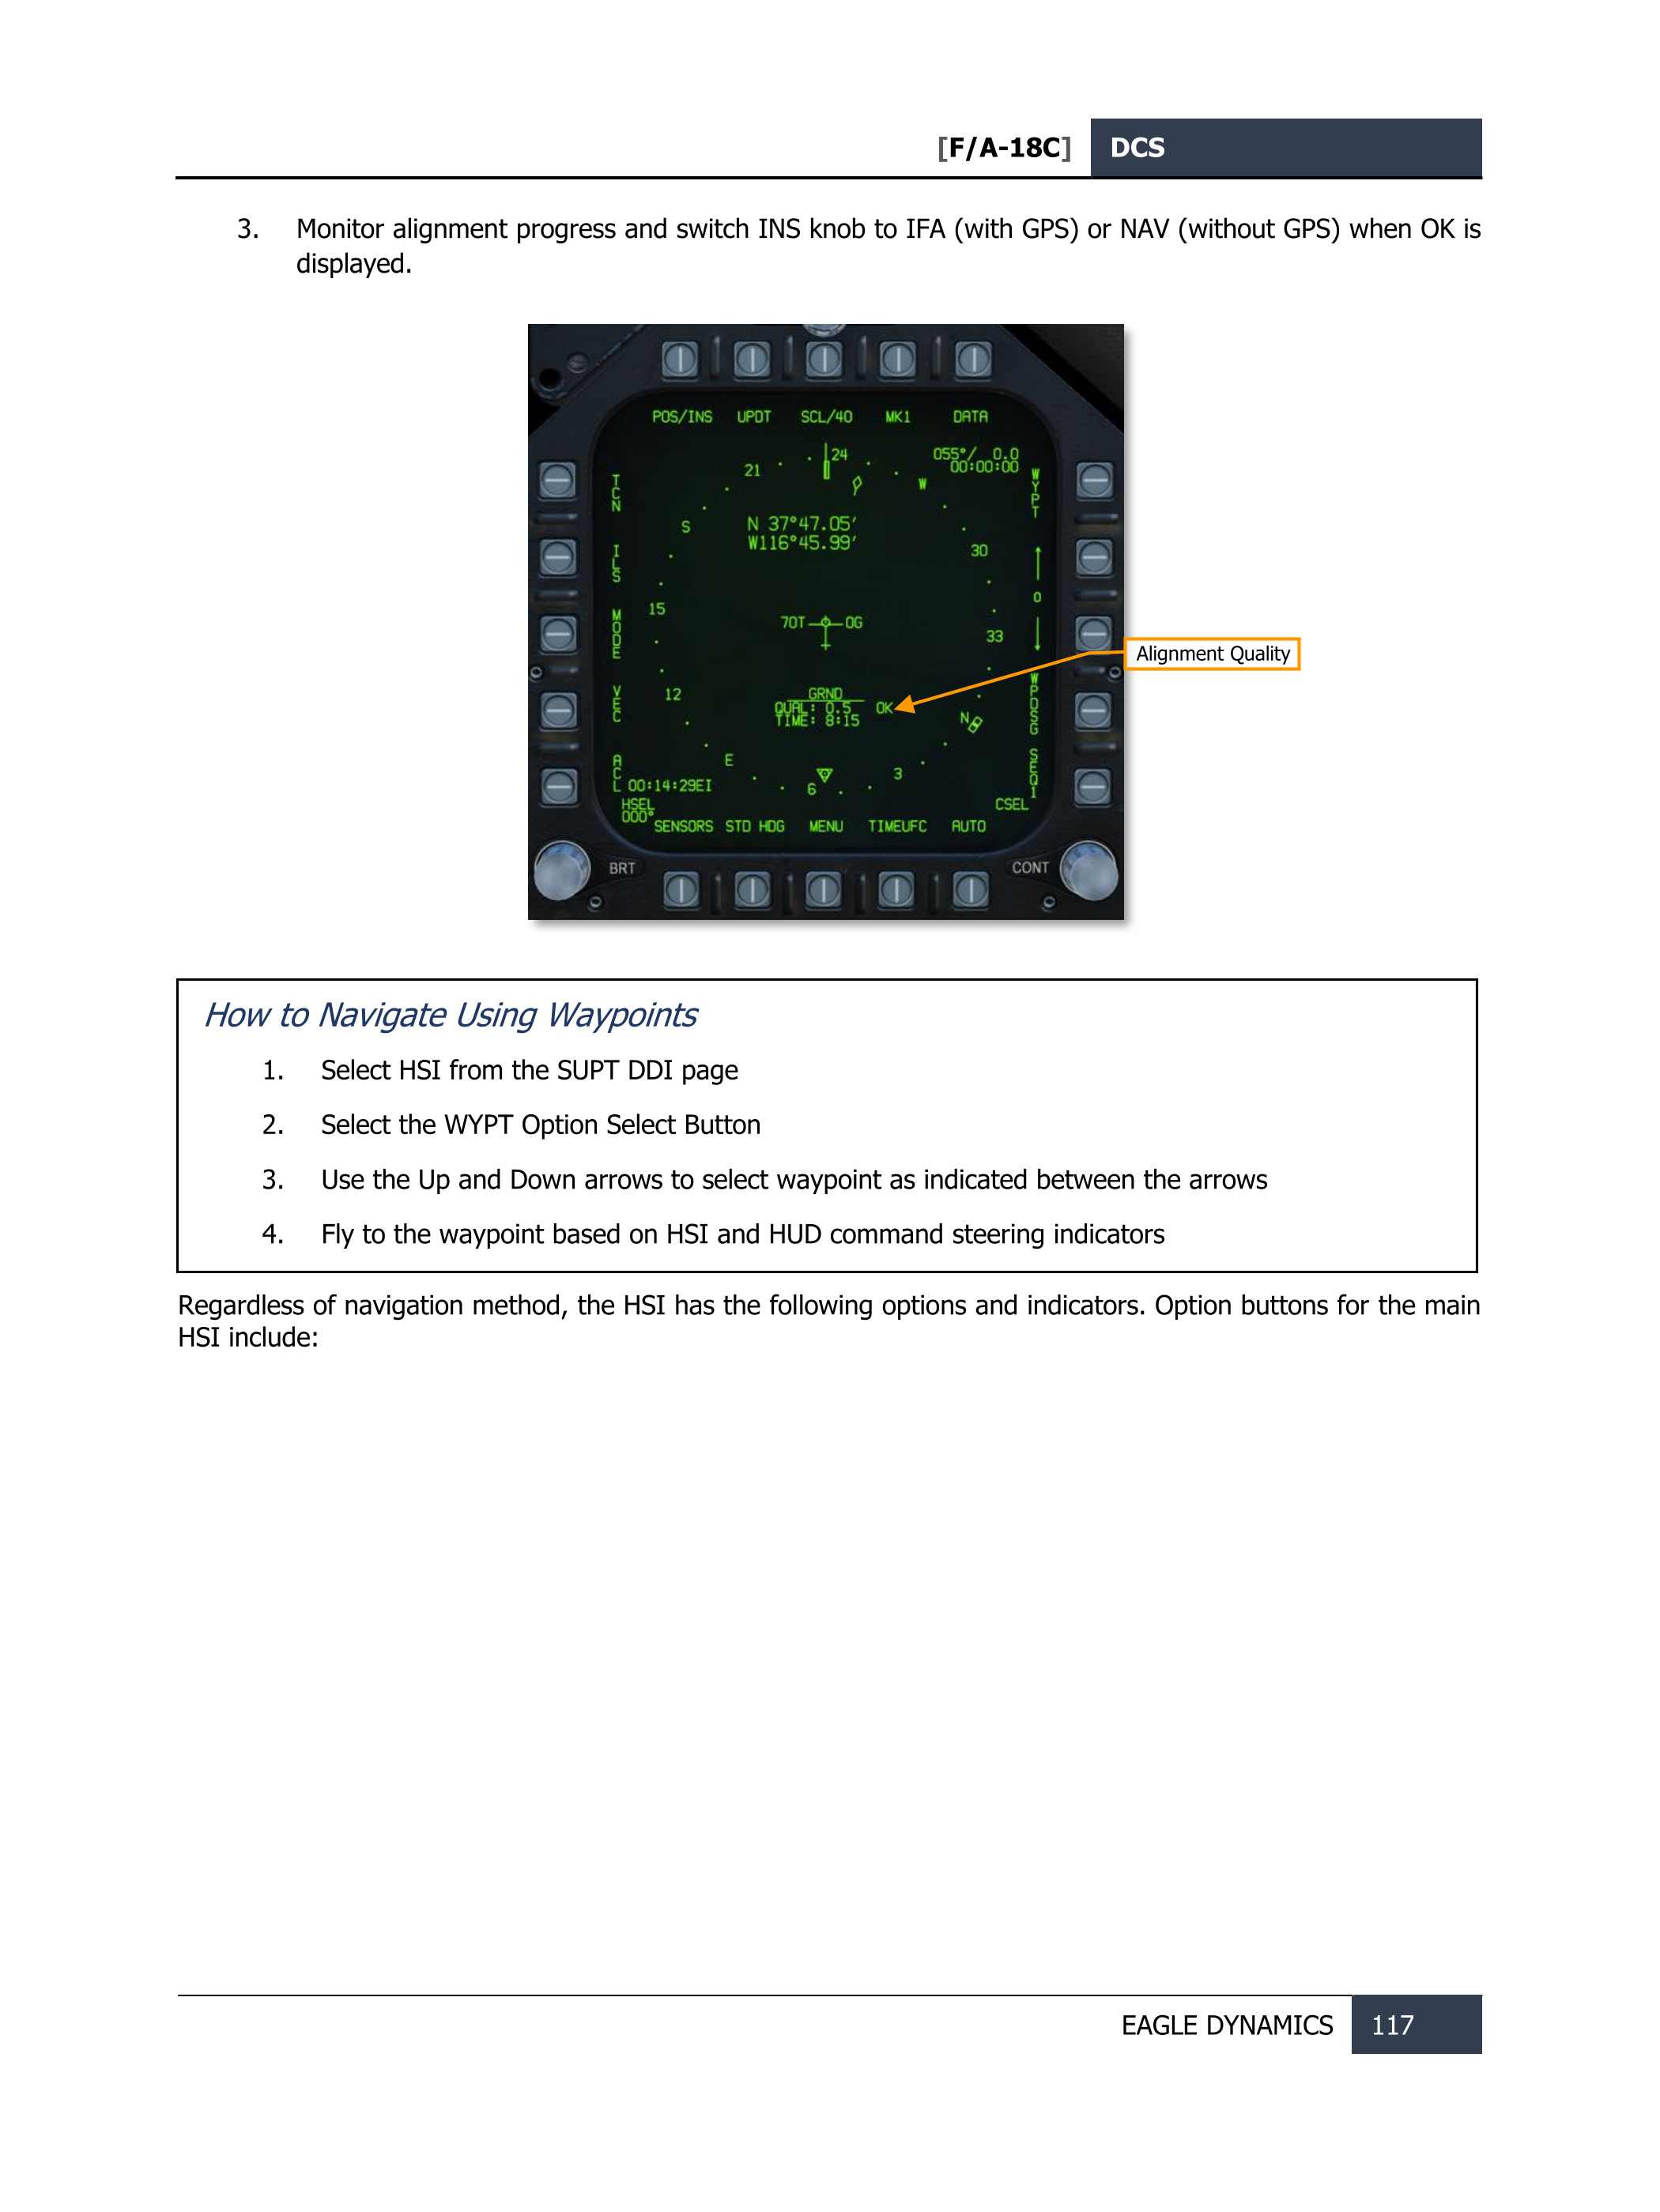 [F/A-18C] DCS
3. Monitor alignment progress and switch INS knob to IFA (with GPS) or NAV (without GPS) when OK is
displayed.
POS/INS UPDT SCL/40 MK1 DATA
24
055°/ 0.0
00:00:00
21
W
TCN
WYPT
S
N 37°47.05'
W116°45.99'
30
ILS
0
15
70T
0G
33
MODE
Alignment Quality
12
GRND
QUAL: 0.5 OK
TIME: 8:15
N
VEC
WPDSG
E
3
6
ACL
SEQ1
00:14:29EI
HSEL
000°
CSEL
SENSORS STD HDG MENU TIMEUFC AUTO
BRT
CONT
How to Navigate Using Waypoints
1. Select HSI from the SUPT DDI page
2. Select the WYPT Option Select Button
3. Use the Up and Down arrows to select waypoint as indicated between the arrows
4. Fly to the waypoint based on HSI and HUD command steering indicators
Regardless of navigation method, the HSI has the following options and indicators. Option buttons for the main
HSI include:
EAGLE DYNAMICS 117